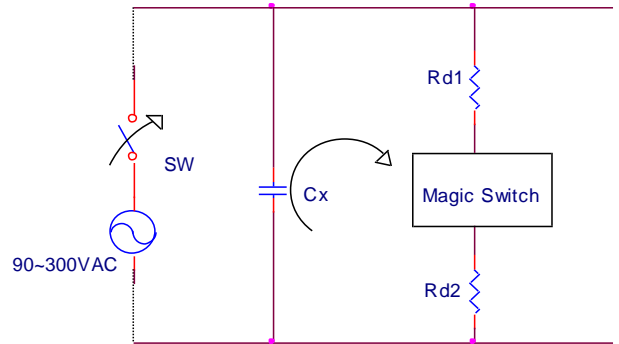 Rd1
SW
Cx
Magic Switch
90~300VAC
Rd2